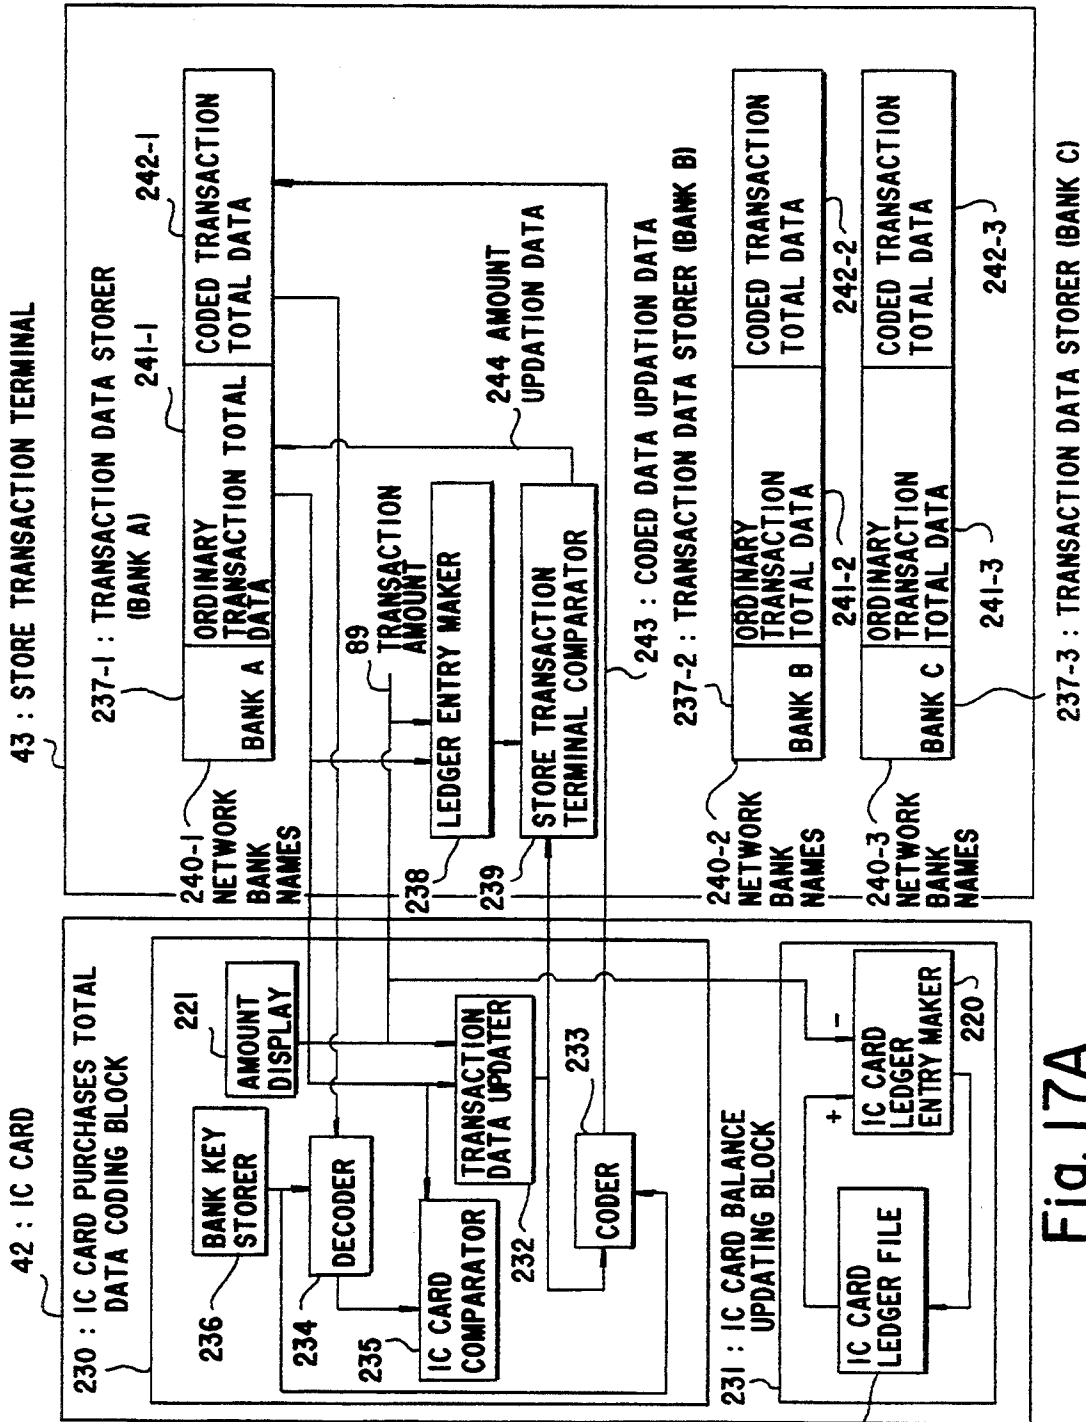 42 : IC CARD
230 : IC CARD PURCHASES TOTAL
DATA CODING BLOCK
236
BANK KEY
STORER
221
AMOUNT
DISPLAY
234
DECODER
235
IC CARD
COMPARATOR
TRANSACTION
DATA UPDATER
232
233
CODER
231 : IC CARD BALANCE
UPDATING BLOCK
IC CARD
LEDGER FILE
+
-
IC CARD
LEDGER
ENTRY MAKER
220
43 : STORE TRANSACTION TERMINAL
237-1 : TRANSACTION DATA STORER
(BANK A)
241-1
242-1
240-1
NETWORK
BANK
NAMES
BANK A
ORDINARY
TRANSACTION TOTAL
DATA
CODED TRANSACTION
TOTAL DATA
89
TRANSACTION
AMOUNT
238
LEDGER ENTRY MAKER
239
STORE TRANSACTION
TERMINAL COMPARATOR
244 AMOUNT
UPDATION DATA
243 : CODED DATA UPDATION DATA
237-2 : TRANSACTION DATA STORER (BANK B)
240-2
NETWORK
BANK
NAMES
BANK B
ORDINARY
TRANSACTION
TOTAL DATA
CODED TRANSACTION
TOTAL DATA
241-2
242-2
240-3
NETWORK
BANK
NAMES
BANK C
ORDINARY
TRANSACTION
TOTAL DATA
CODED TRANSACTION
TOTAL DATA
241-3
242-3
237-3 : TRANSACTION DATA STORER (BANK C)
Fig. 17A